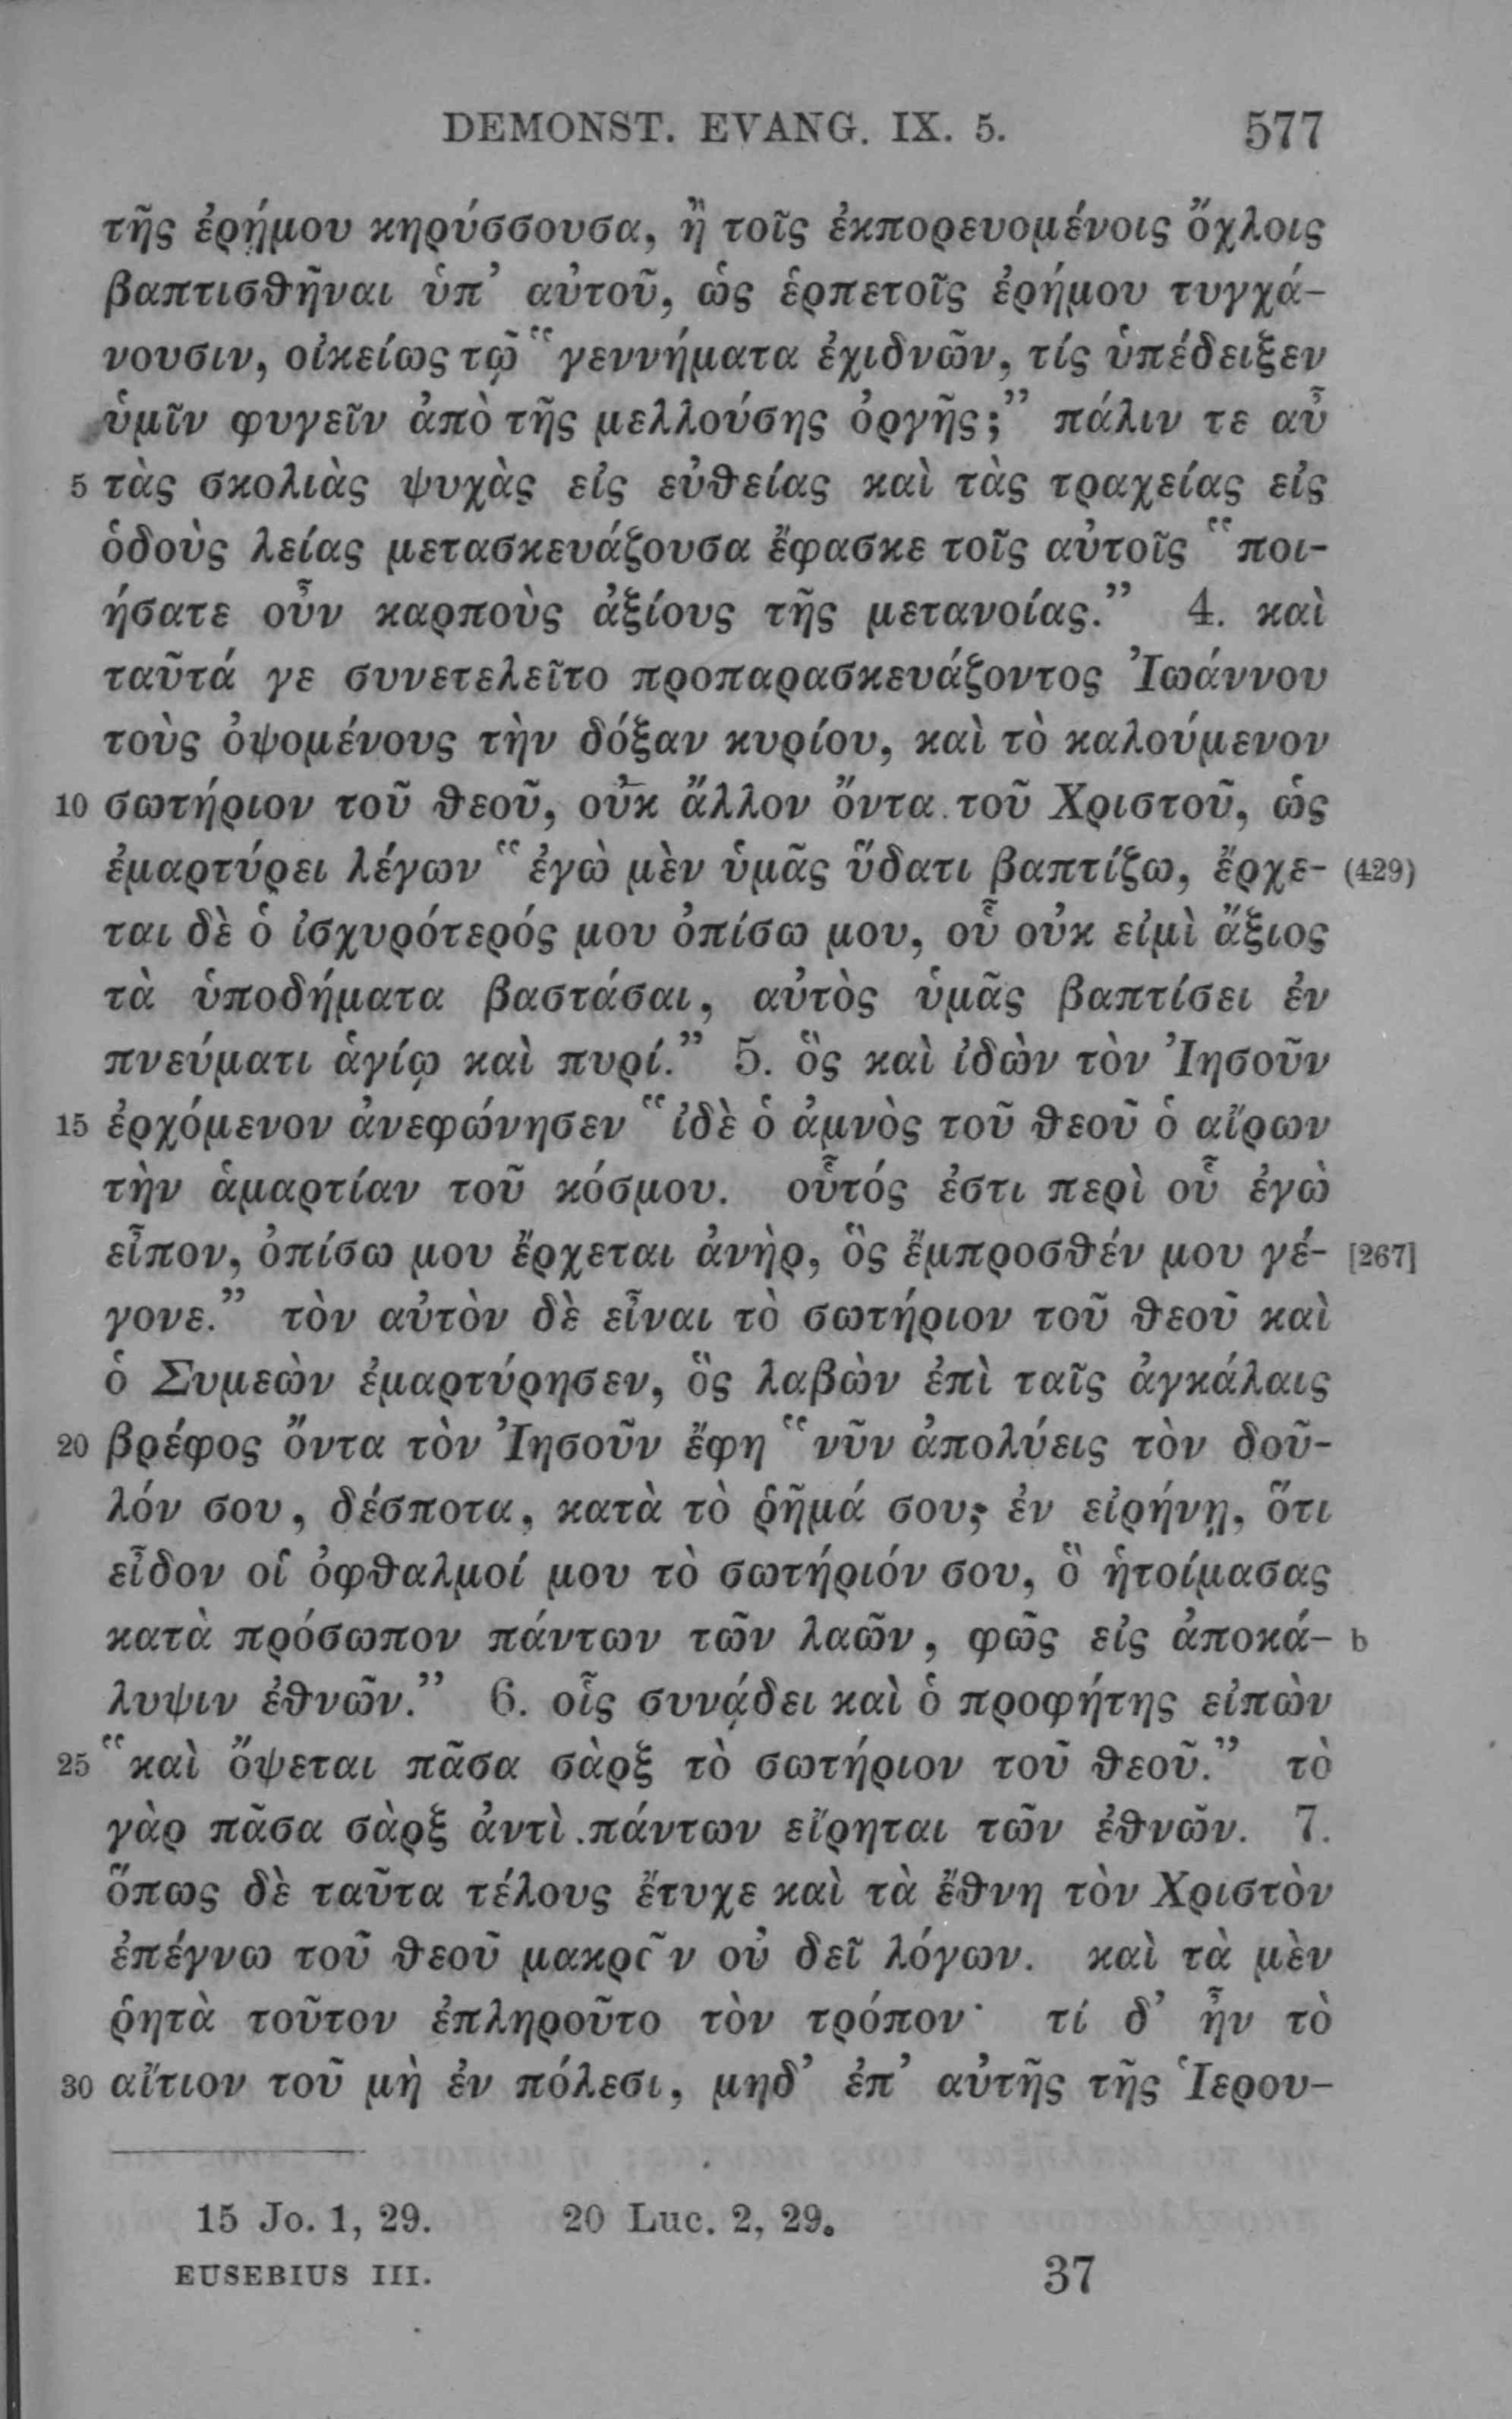 DEMONST. EVANG. IX. 5. 577
τῆς ἐρήμου κηρύσσουσα, ἢ τοῖς ἐκπορευομένοις ὄχλοις
βαπτισθῆναι ὑπ’ αὐτοῦ, ὡς ἑρπετοῖς ἐρήμου τυγχά-
νουσιν, οἰκείως τῷ “γεννήματα ἐχιδνῶν, τίς ὑπέδειξεν
ὑμῖν φυγεῖν ἀπὸ τῆς μελλούσης ὀργῆς;” πάλιν τε αὖ
5 τὰς σκολιὰς ψυχὰς εἰς εὐθείας καὶ τὰς τραχείας εἰς
ὁδοὺς λείας μετασκευάζουσα ἔφασκε τοῖς αὐτοῖς “ποι-
ήσατε οὖν καρποὺς ἀξίους τῆς μετανοίας.” 4. καὶ
ταῦτά γε συνετελεῖτο προπαρασκευάζοντος Ἰωάννου
τοὺς ὀψομένους τὴν δόξαν κυρίου, καὶ τὸ καλούμενον
10 σωτήριον τοῦ θεοῦ, οὐκ ἄλλον ὄντα τοῦ Χριστοῦ, ὡς
ἐμαρτύρει λέγων “ἐγὼ μὲν ὑμᾶς ὕδατι βαπτίζω, ἔρχε- (429)
ται δὲ ὁ ἰσχυρότερός μου ὀπίσω μου, οὗ οὐκ εἰμὶ ἄξιος
τὰ ὑποδήματα βαστάσαι, αὐτὸς ὑμᾶς βαπτίσει ἐν
πνεύματι ἁγίῳ καὶ πυρί.” 5. ὃς καὶ ἰδὼν τὸν Ἰησοῦν
15 ἐρχόμενον ἀνεφώνησεν “ἰδὲ ὁ ἀμνὸς τοῦ θεοῦ ὁ αἴρων
τὴν ἁμαρτίαν τοῦ κόσμου. οὗτός ἐστι περὶ οὗ ἐγὼ
εἶπον, ὀπίσω μου ἔρχεται ἀνὴρ, ὃς ἔμπροσθέν μου γέ- [267]
γονε.” τὸν αὐτὸν δὲ εἶναι τὸ σωτήριον τοῦ θεοῦ καὶ
ὁ Συμεὼν ἐμαρτύρησεν, ὃς λαβὼν ἐπὶ ταῖς ἀγκάλαις
20 βρέφος ὄντα τὸν Ἰησοῦν ἔφη “νῦν ἀπολύεις τὸν δοῦ-
λόν σου, δέσποτα, κατὰ τὸ ῥῆμά σου, ἐν εἰρήνῃ, ὅτι
εἶδον οἱ ὀφθαλμοί μου τὸ σωτήριόν σου, ὃ ἡτοίμασας
κατὰ πρόσωπον πάντων τῶν λαῶν, φῶς εἰς ἀποκά- b
λυψιν ἐθνῶν.” 6. οἷς συνᾴδει καὶ ὁ προφήτης εἰπὼν
25 “καὶ ὄψεται πᾶσα σὰρξ τὸ σωτήριον τοῦ θεοῦ.” τὸ
γὰρ πᾶσα σὰρξ ἀντὶ πάντων εἴρηται τῶν ἐθνῶν. 7.
ὅπως δὲ ταῦτα τέλους ἔτυχε καὶ τὰ ἔθνη τὸν Χριστὸν
ἐπέγνω τοῦ θεοῦ μακρῶν οὐ δεῖ λόγων. καὶ τὰ μὲν
ῥητὰ τοῦτον ἐπληροῦτο τὸν τρόπον· τί δ’ ἦν τὸ
30 αἴτιον τοῦ μὴ ἐν πόλεσι, μηδ’ ἐπ’ αὐτῆς τῆς Ἱερου-
15 Jo. 1, 29. 20 Luc. 2, 29.
EUSEBIUS III. 37